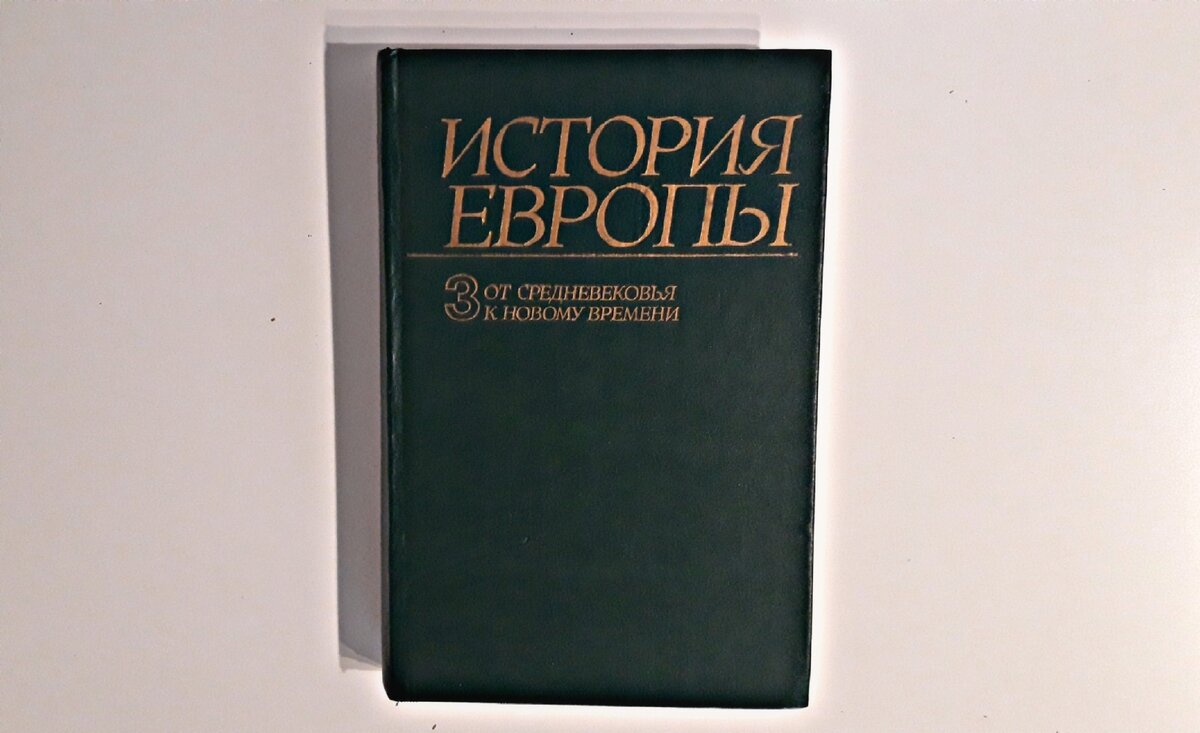 ИСТОРИЯ
ЕВРОПЫ
3 ОТ СРЕДНЕВЕКОВЬЯ
К НОВОМУ ВРЕМЕНИ